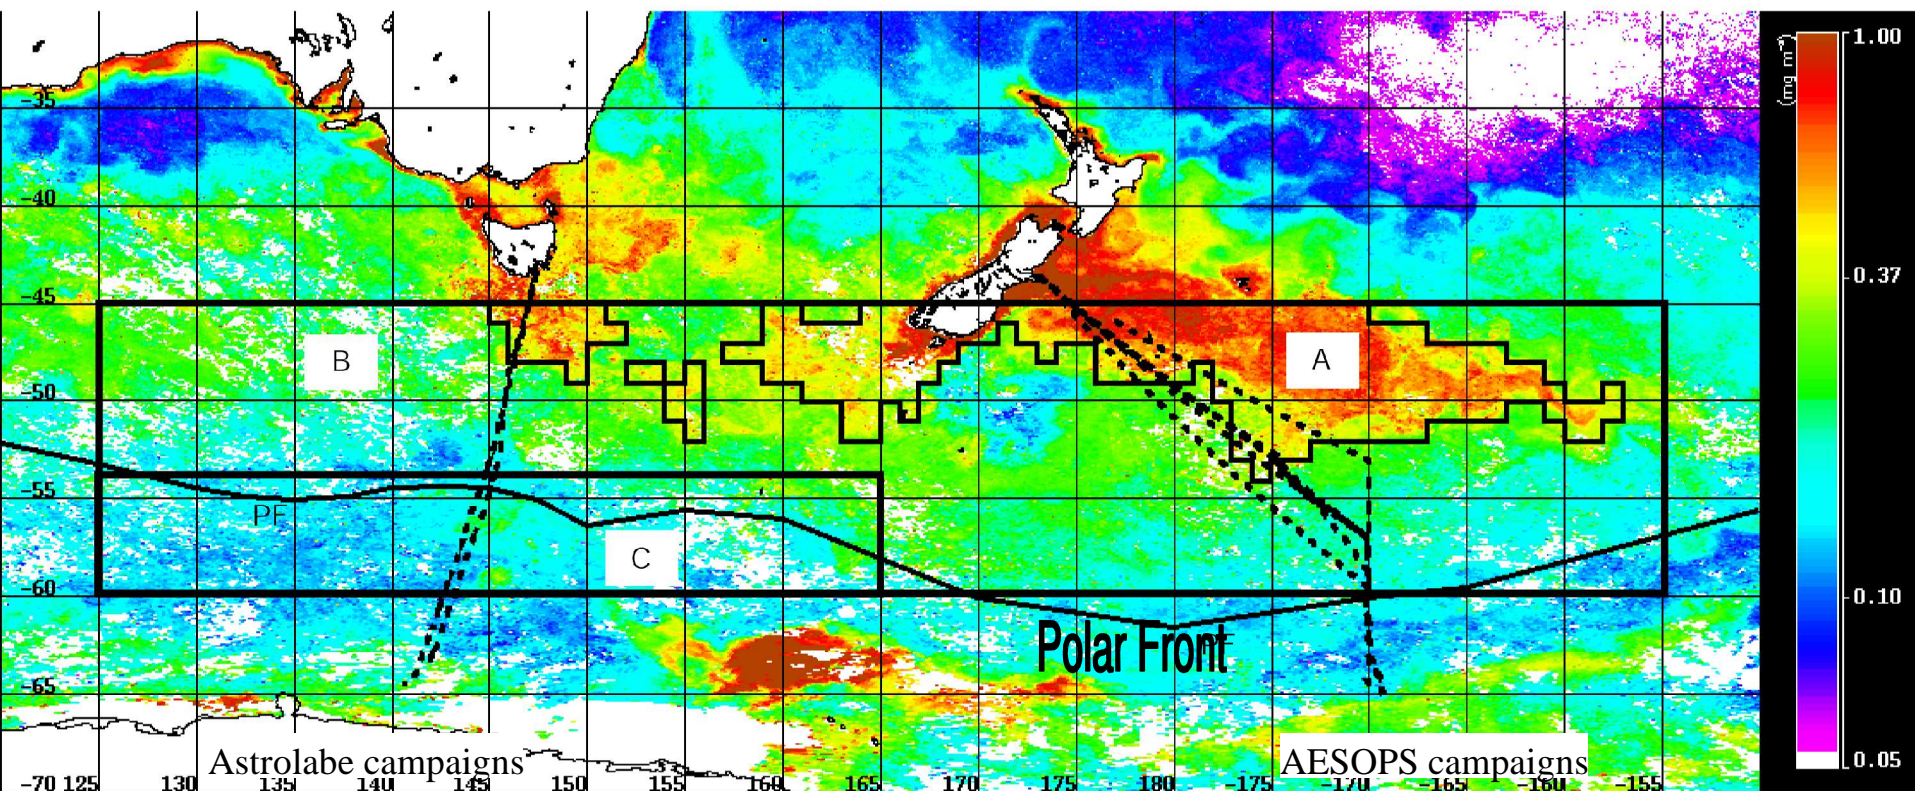 1.00
(mg m⁻³)
-35
-40
-45
0.37
B
A
-50
-55
PF
C
-60
0.10
Polar Front
-65
Astrolabe campaigns
AESOPS campaigns
0.05
-70 125 130 135 140 145 150 155 160 165 170 175 180 -175 -170 -165 -160 -155